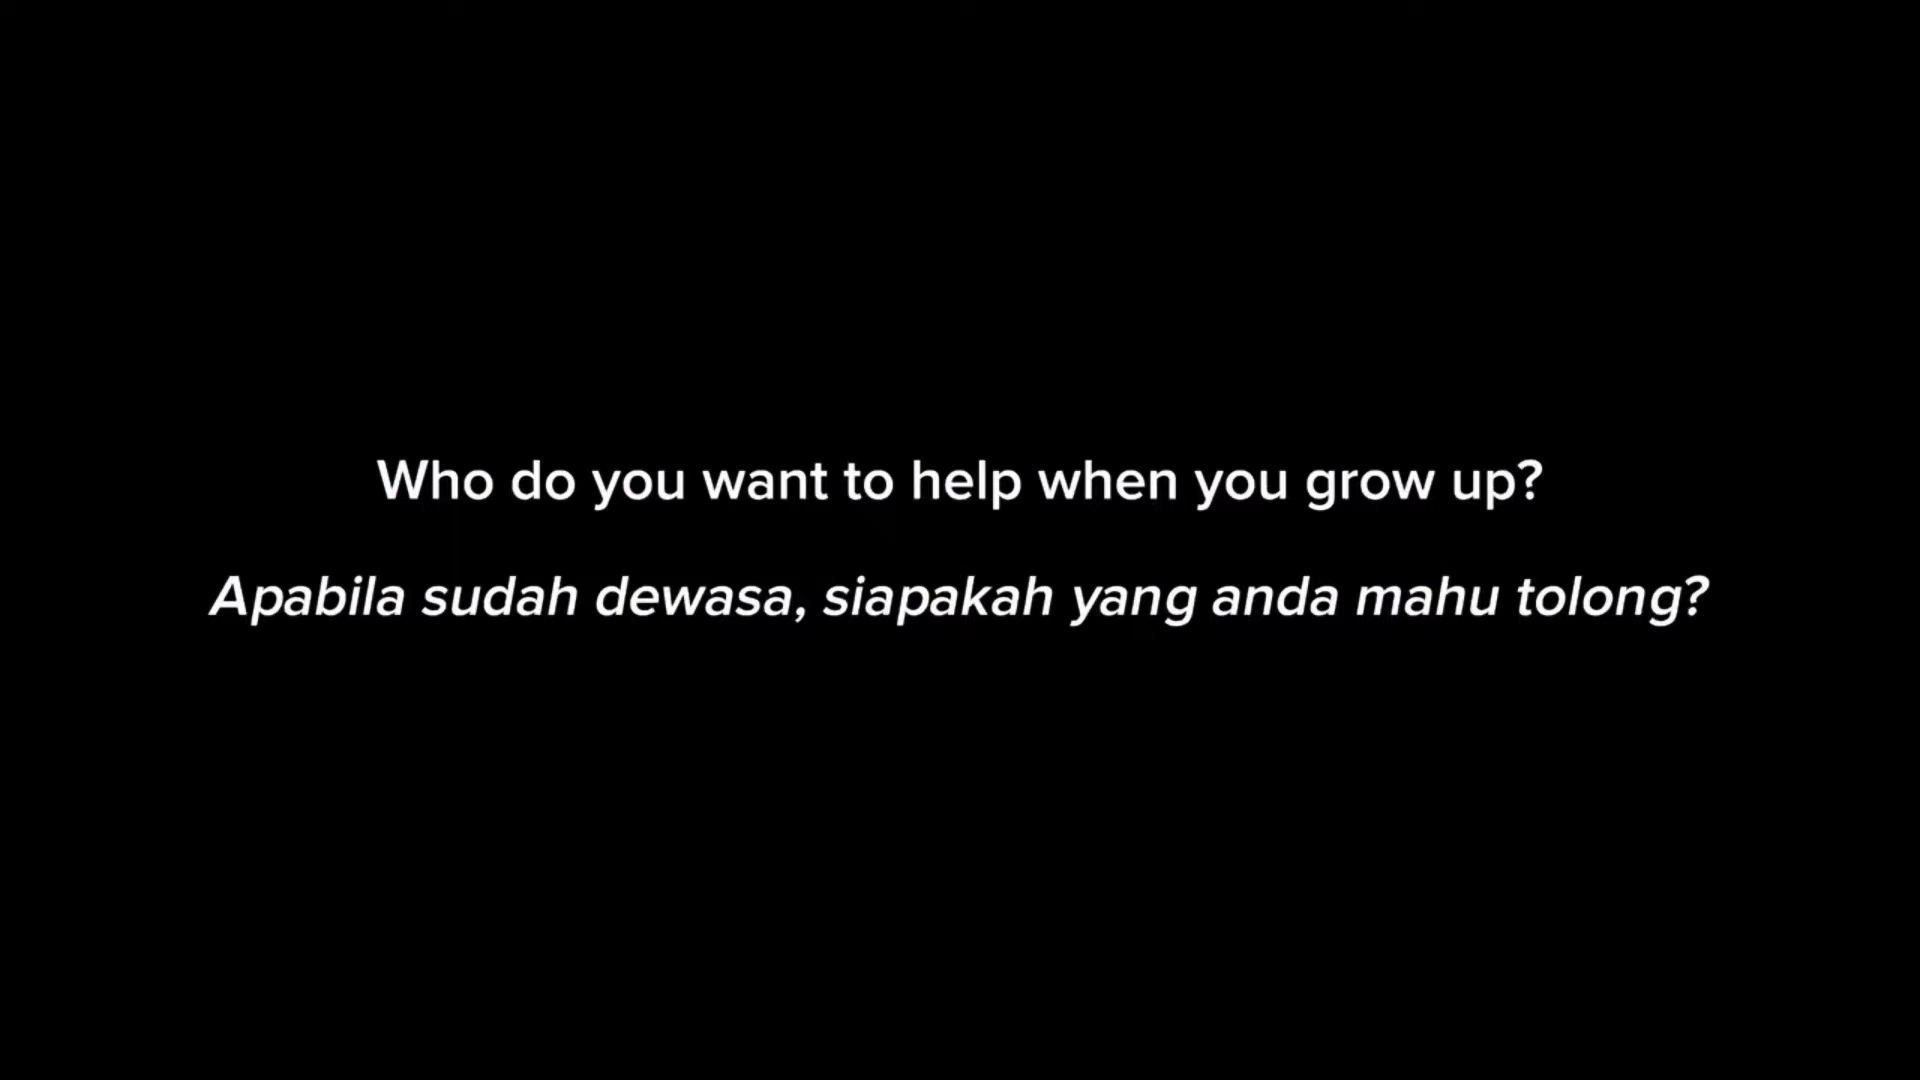 Who do you want to help when you grow up?
Apabila sudah dewasa, siapakah yang anda mahu tolong?